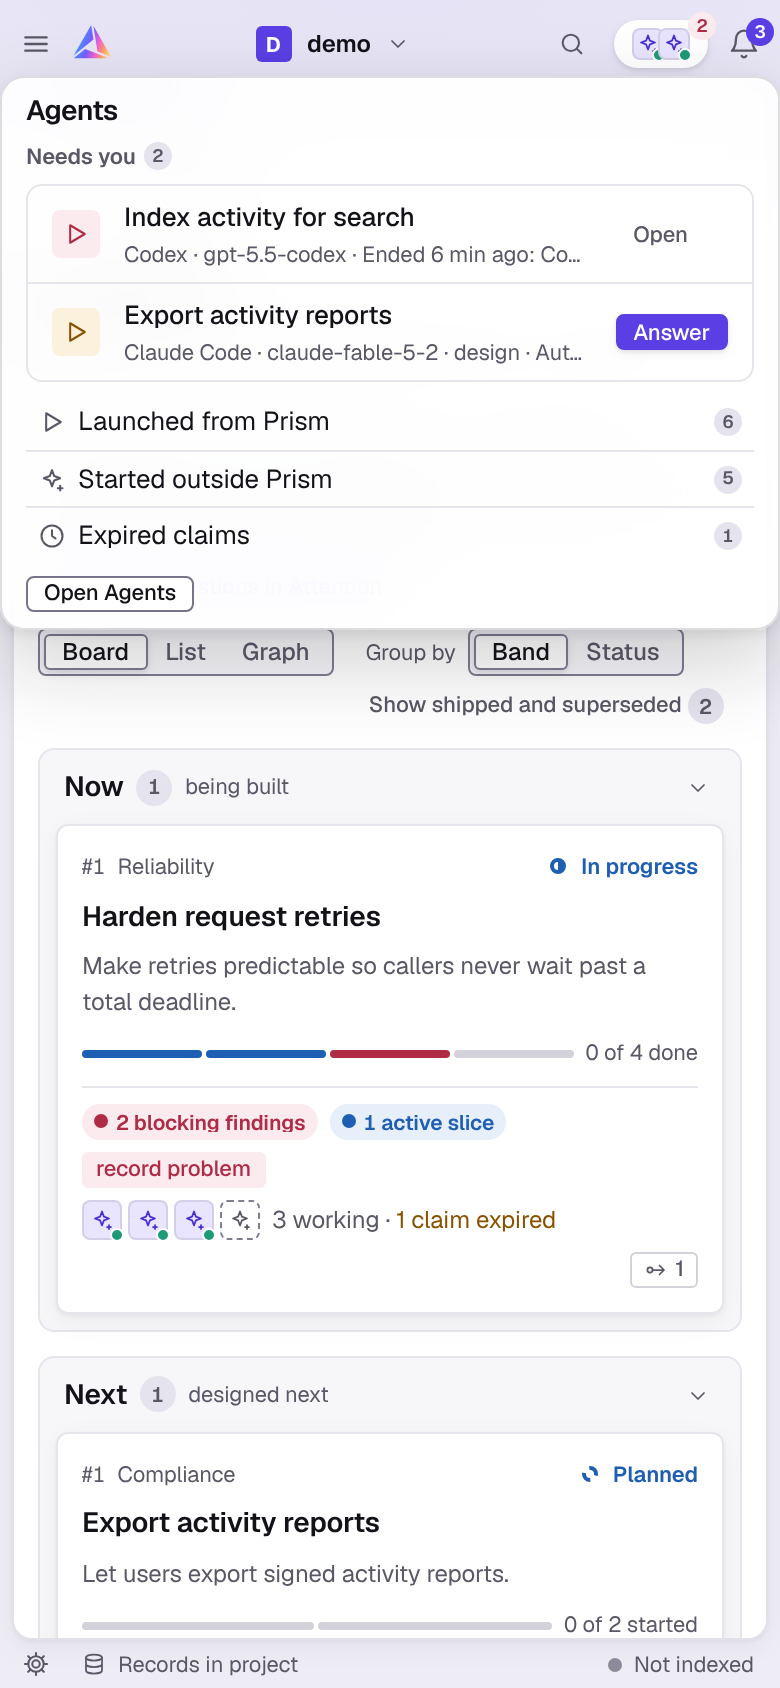 D demo 2 3
Agents
Needs you 2
Index activity for search
Codex · gpt-5.5-codex · Ended 6 min ago: Co...
Open
Export activity reports
Claude Code · claude-fable-5-2 · design · Aut...
Answer
Launched from Prism 6
Started outside Prism 5
Expired claims 1
Open Agents
stions in Attention
Board List Graph Group by Band Status
Show shipped and superseded 2
Now 1 being built
#1 Reliability In progress
Harden request retries
Make retries predictable so callers never wait past a
total deadline.
0 of 4 done
2 blocking findings 1 active slice
record problem
3 working · 1 claim expired
1
Next 1 designed next
#1 Compliance Planned
Export activity reports
Let users export signed activity reports.
0 of 2 started
Records in project Not indexed